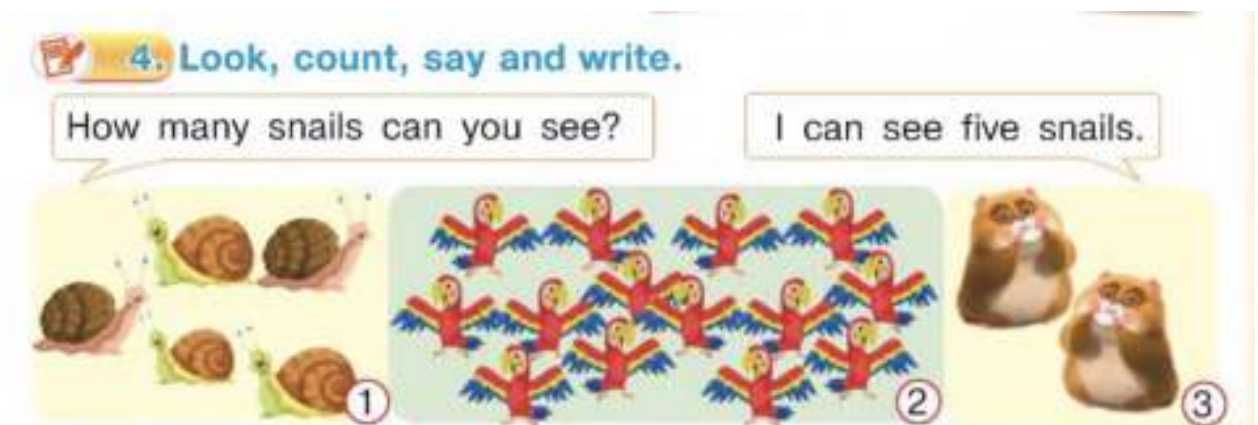 4. Look, count, say and write.
How many snails can you see?
I can see five snails.
1
2
3